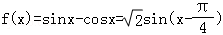 f(x)=sinx-cosx=√2sin(x-π/4)